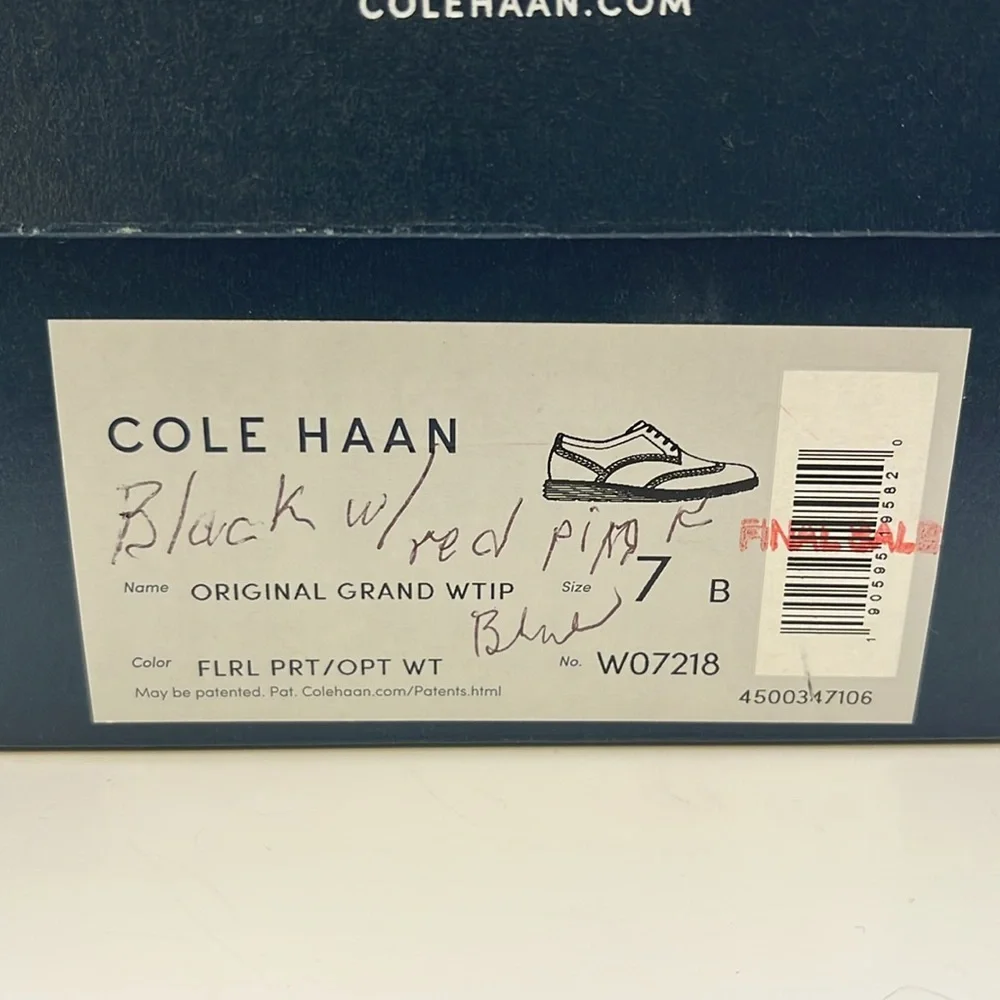 COLEHAAN.COM
COLE HAAN
Black w/ red pink
Name ORIGINAL GRAND WTIP Size 7 B
Blue
Color FLRL PRT/OPT WT No. W07218
May be patented. Pat. Colehaan.com/Patents.html
4500347106
FINAL SALE